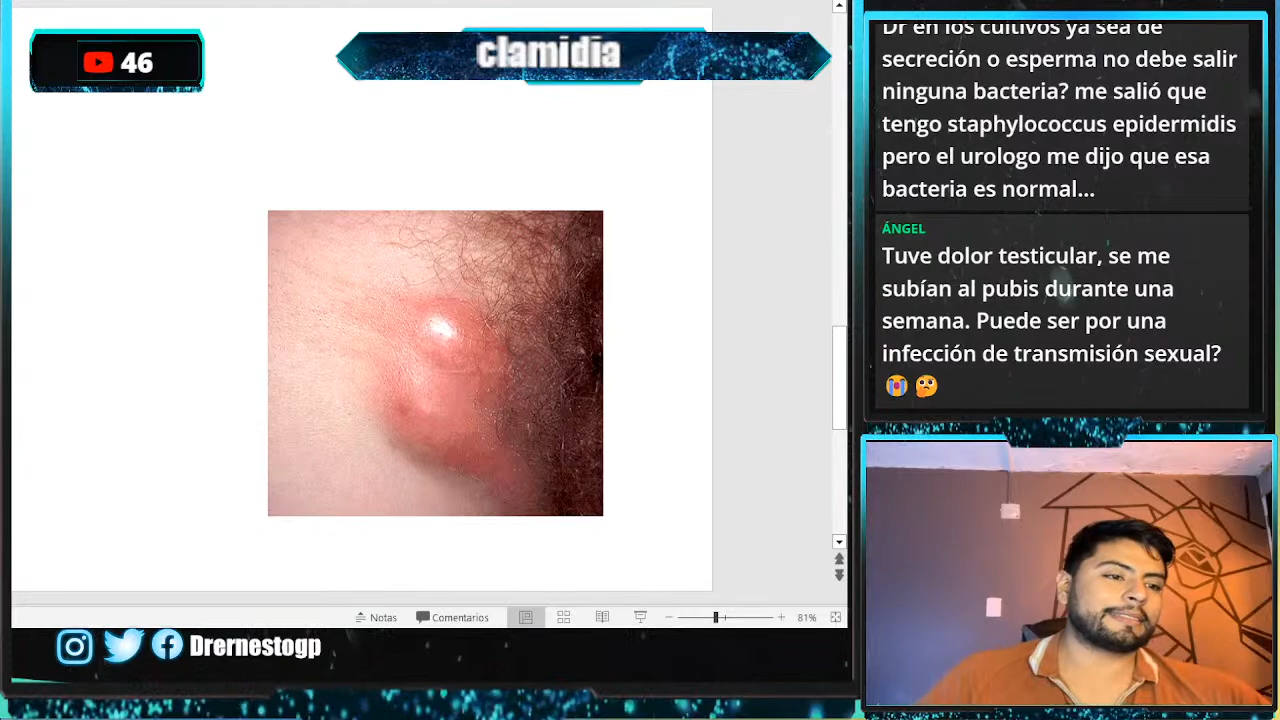 46
clamidia
Dr en los cultivos ya sea de
secreción o esperma no debe salir
ninguna bacteria? me salió que
tengo staphylococcus epidermidis
pero el urologo me dijo que esa
bacteria es normal...
ÁNGEL
Tuve dolor testicular, se me
subían al pubis durante una
semana. Puede ser por una
infección de transmisión sexual?
Notas
Comentarios
81%
Drernestogp